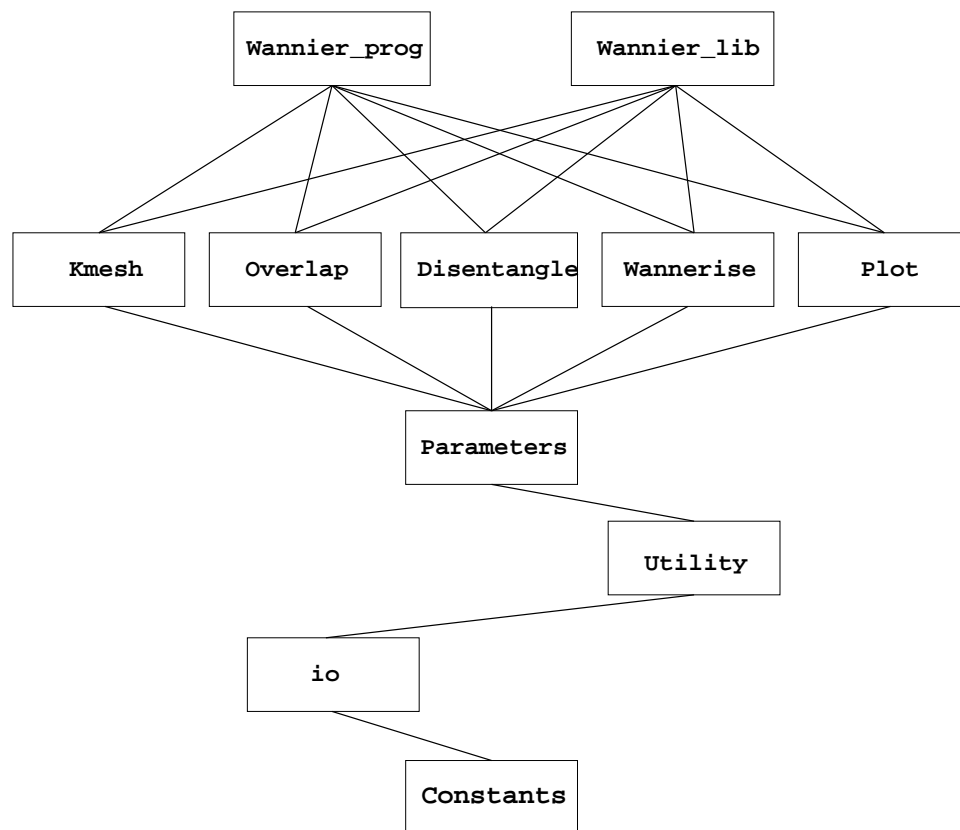 Wannier_prog
Wannier_lib
Kmesh
Overlap
Disentangle
Wannerise
Plot
Parameters
Utility
io
Constants